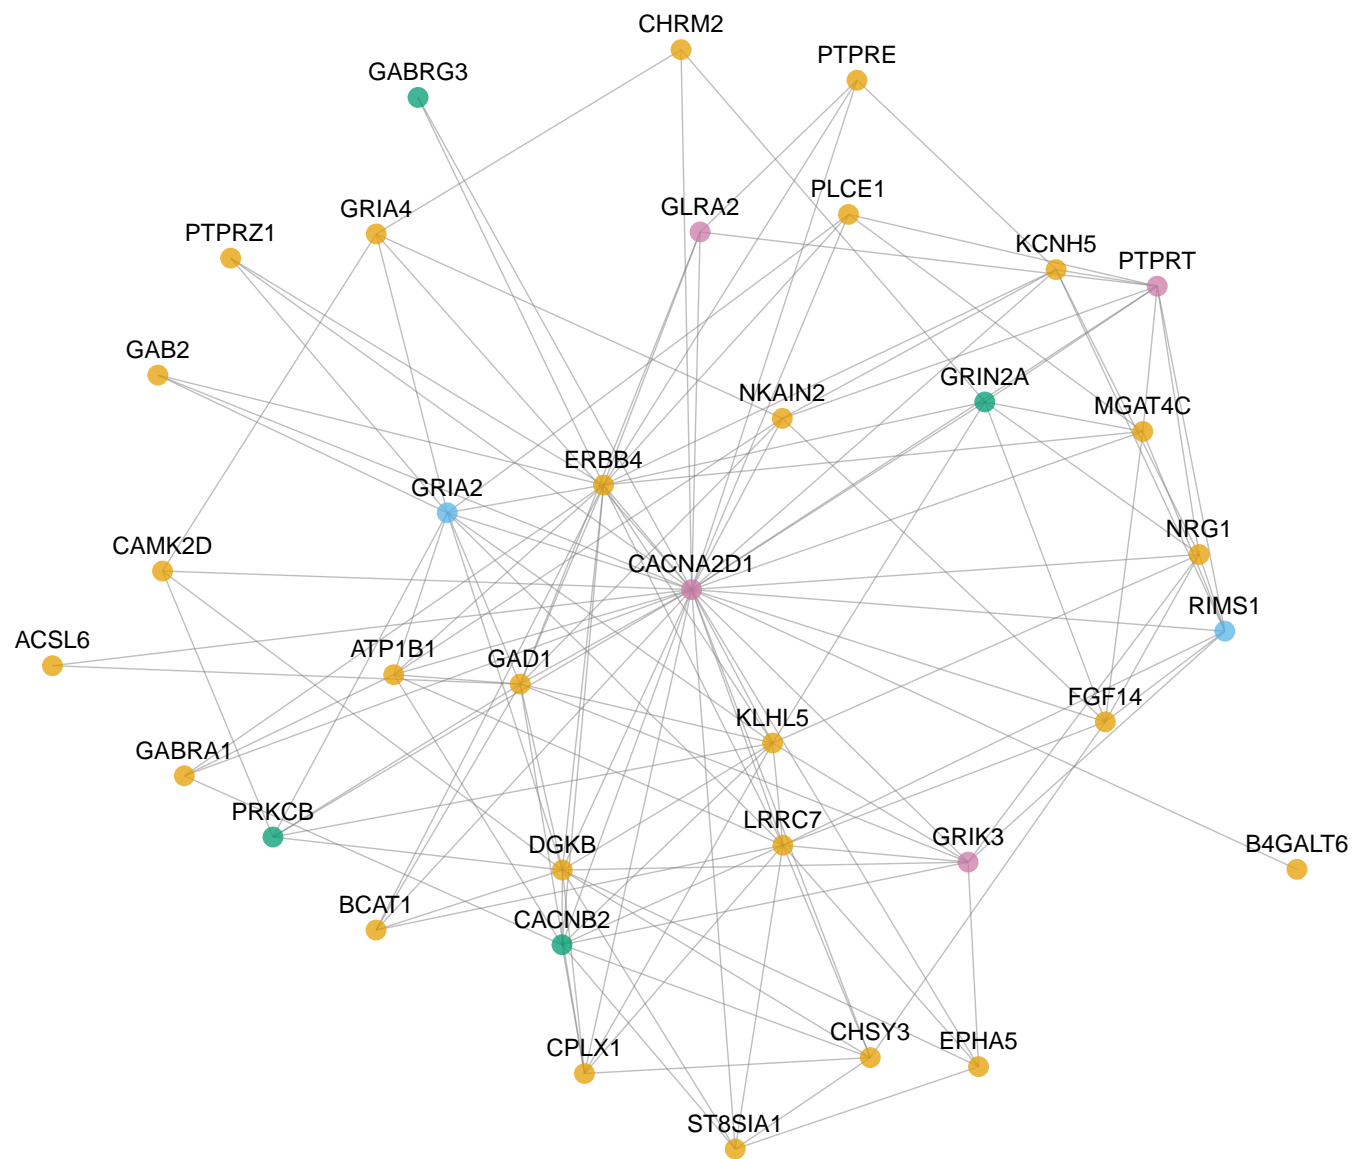 CHRM2
PTPRE
GABRG3
PLCE1
GRIA4
GLRA2
PTPRZ1
KCNH5
PTPRT
GAB2
GRIN2A
NKAIN2
MGAT4C
ERBB4
GRIA2
NRG1
CAMK2D
CACNA2D1
RIMS1
ACSL6
ATP1B1
GAD1
FGF14
KLHL5
GABRA1
PRKCB
LRRC7
GRIK3
DGKB
B4GALT6
BCAT1
CACNB2
CHSY3
EPHA5
CPLX1
ST8SIA1